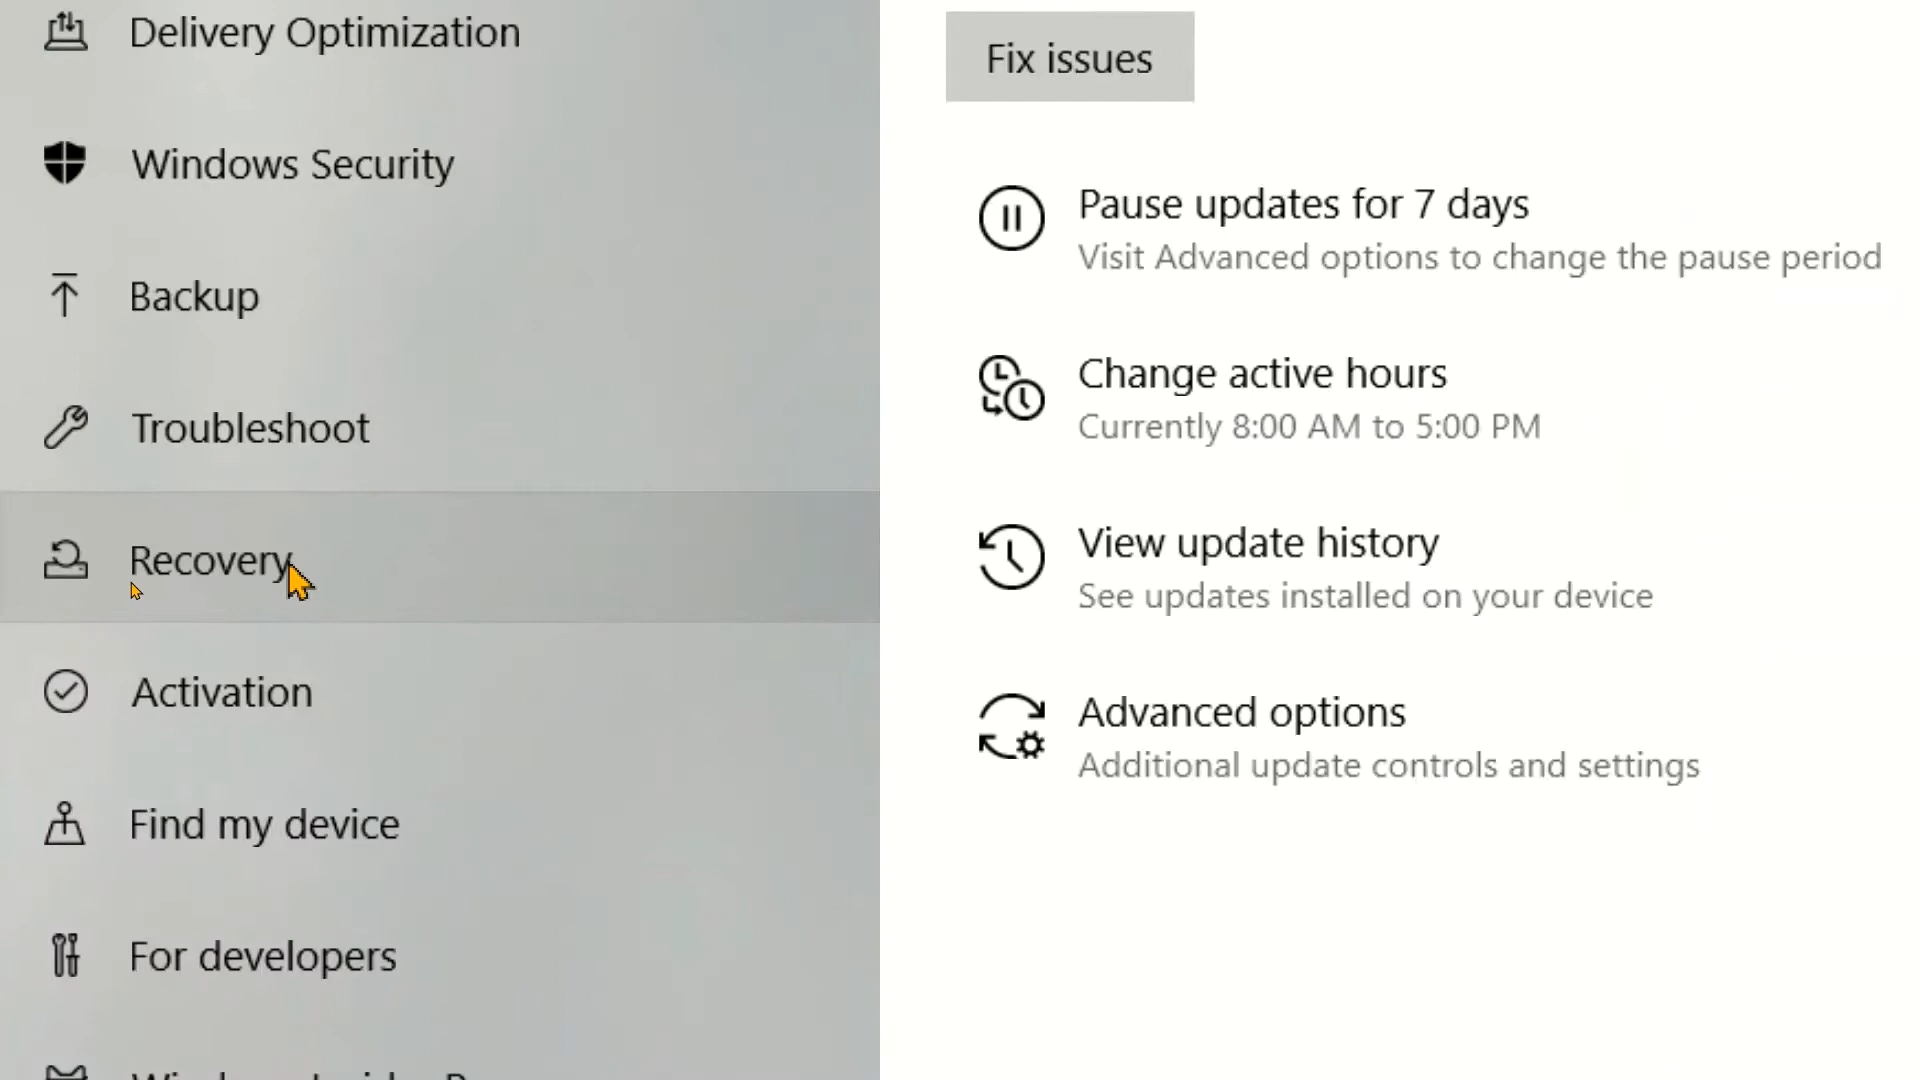 Delivery Optimization
Windows Security
Backup
Troubleshoot
Recovery
Activation
Find my device
For developers
Fix issues
Pause updates for 7 days
Visit Advanced options to change the pause period
Change active hours
Currently 8:00 AM to 5:00 PM
View update history
See updates installed on your device
Advanced options
Additional update controls and settings